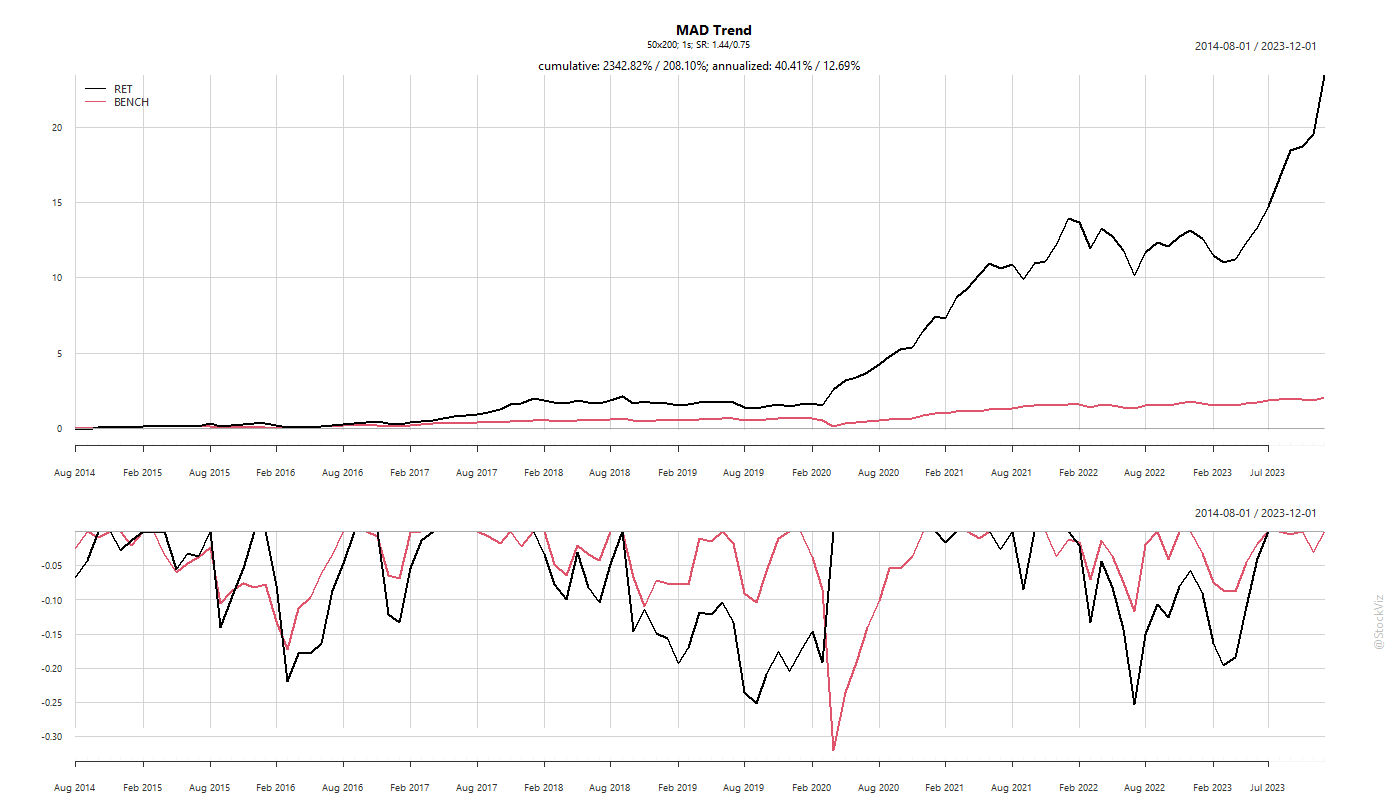 MAD Trend
50x200; 1s; SR: 1.44/0.75
2014-08-01 / 2023-12-01
cumulative: 2342.82% / 208.10%; annualized: 40.41% / 12.69%
RET
BENCH
20
15
10
5
0
Aug 2014 Feb 2015 Aug 2015 Feb 2016 Aug 2016 Feb 2017 Aug 2017 Feb 2018 Aug 2018 Feb 2019 Aug 2019 Feb 2020 Aug 2020 Feb 2021 Aug 2021 Feb 2022 Aug 2022 Feb 2023 Jul 2023
2014-08-01 / 2023-12-01
-0.05
-0.10
-0.15
-0.20
-0.25
-0.30
Aug 2014 Feb 2015 Aug 2015 Feb 2016 Aug 2016 Feb 2017 Aug 2017 Feb 2018 Aug 2018 Feb 2019 Aug 2019 Feb 2020 Aug 2020 Feb 2021 Aug 2021 Feb 2022 Aug 2022 Feb 2023 Jul 2023
@StockViz